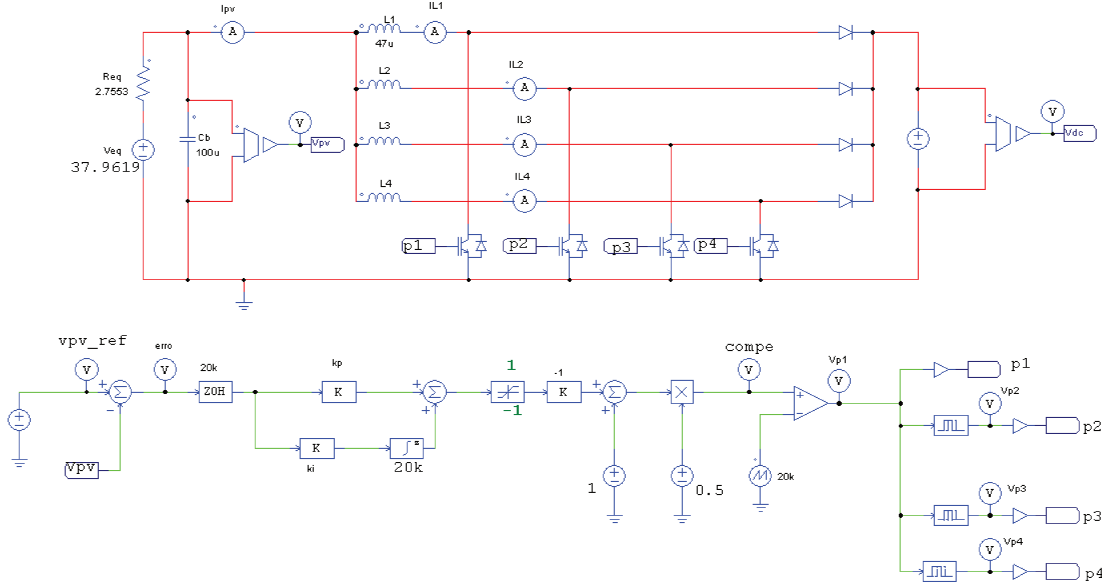 Ipv
A
L1
47u
IL1
A
Req
2.7553
Veq
37.9619
Cb
100u
V
Vpv
L2
IL2
A
L3
IL3
A
L4
IL4
A
V
Vdc
p1
p2
p3
p4
vpv_ref
V
erro
V
20k
ZOH
kp
K
1
-1
-1
K
compe
V
Vp1
V
p1
Vp2
V
p2
Vpv
K
ki
20k
1
0.5
20k
Vp3
V
p3
Vp4
V
p4